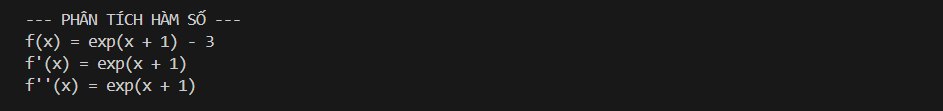 --- PHÂN TÍCH HÀM SỐ ---
f(x) = exp(x + 1) - 3
f'(x) = exp(x + 1)
f''(x) = exp(x + 1)